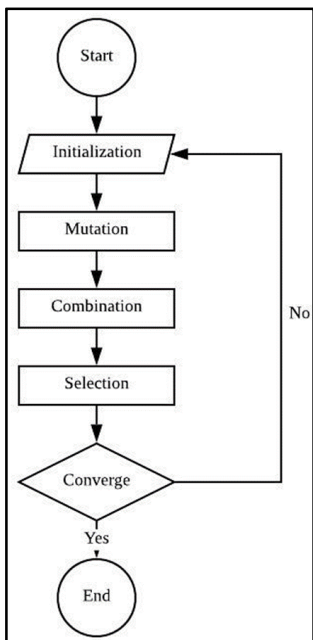 Start
Initialization
Mutation
Combination
No
Selection
Converge
Yes
End